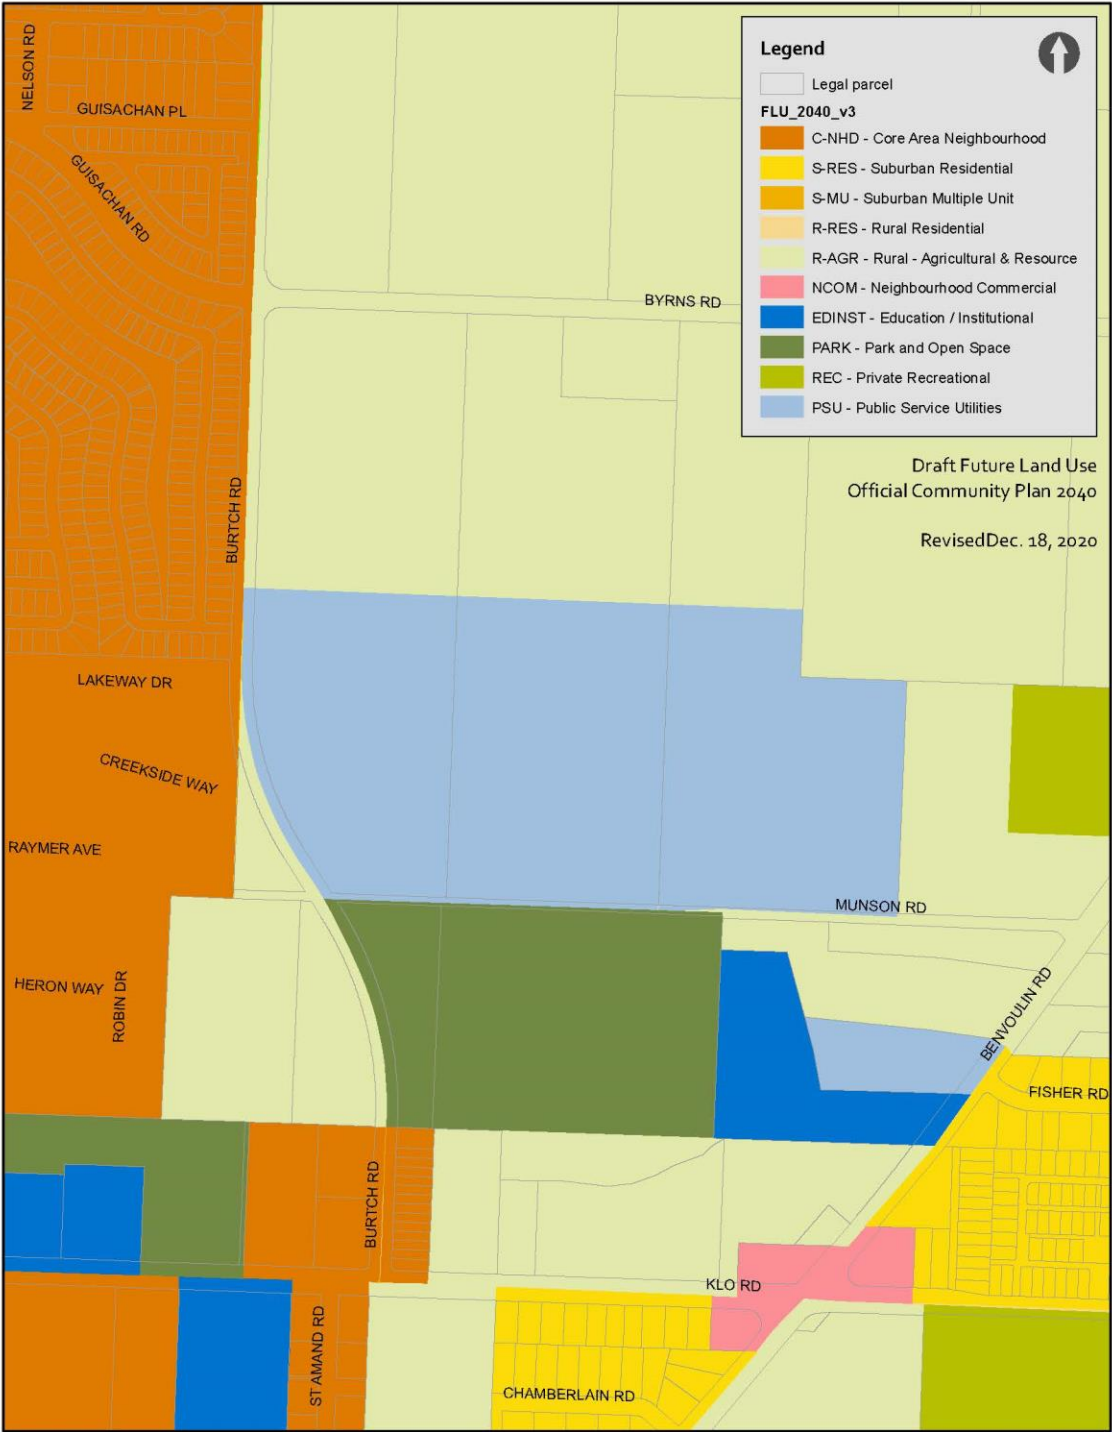 NELSON RD
GUISACHAN PL
GUISACHAN RD
Legend
Legal parcel
FLU_2040_v3
C-NHD - Core Area Neighbourhood
S-RES - Suburban Residential
S-MU - Suburban Multiple Unit
R-RES - Rural Residential
R-AGR - Rural - Agricultural & Resource
NCOM - Neighbourhood Commercial
EDINST - Education / Institutional
PARK - Park and Open Space
REC - Private Recreational
PSU - Public Service Utilities
BYRNS RD
Draft Future Land Use
Official Community Plan 2040
RevisedDec. 18, 2020
BURTCH RD
LAKEWAY DR
CREEKSIDE WAY
RAYMER AVE
MUNSON RD
HERON WAY
ROBIN DR
BENVOULIN RD
FISHER RD
BURTCH RD
KLO RD
ST AMAND RD
CHAMBERLAIN RD